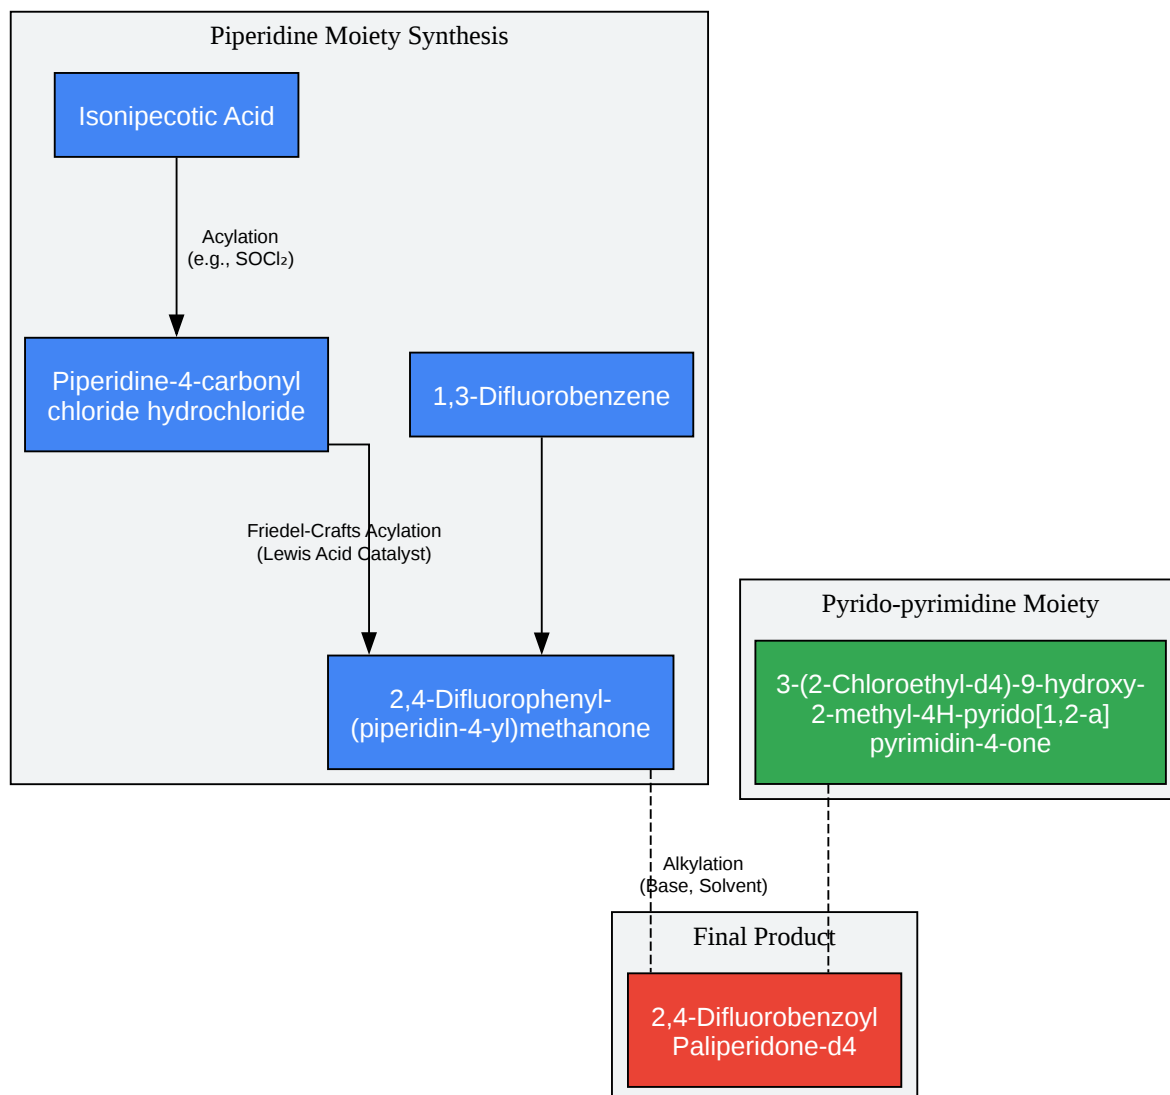 Piperidine Moiety Synthesis
Isonipecotic Acid
Acylation
(e.g., SOCl₂)
Piperidine-4-carbonyl
chloride hydrochloride
1,3-Difluorobenzene
Friedel-Crafts Acylation
(Lewis Acid Catalyst)
2,4-Difluorophenyl-
(piperidin-4-yl)methanone
Pyrido-pyrimidine Moiety
3-(2-Chloroethyl-d4)-9-hydroxy-
2-methyl-4H-pyrido[1,2-a]
pyrimidin-4-one
Alkylation
(Base, Solvent)
Final Product
2,4-Difluorobenzoyl
Paliperidone-d4